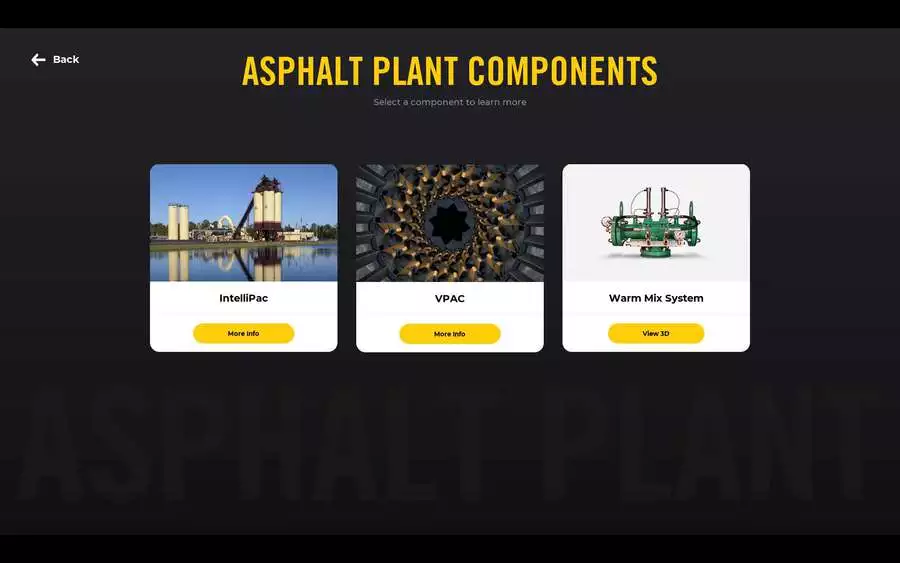 Back
ASPHALT PLANT COMPONENTS
Select a component to learn more
IntelliPac
VPAC
Warm Mix System
More Info
More Info
View 3D
ASPHALT PLANT